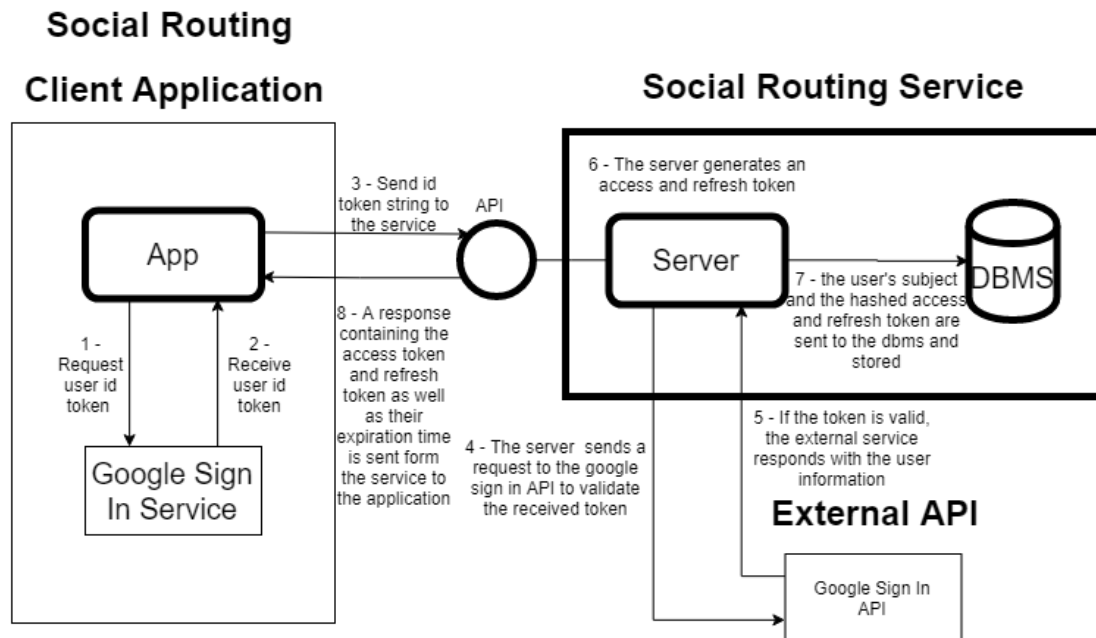 Social Routing
Client Application
Social Routing Service
6 - The server generates an
access and refresh token
3 - Send id
token string to
the service
API
App
Server
DBMS
7 - the user's subject
and the hashed access
and refresh token are
sent to the dbms and
stored
8 - A response
containing the
access token
and refresh
token as well
as their
expiration time
is sent form
the service to
the application
1 -
Request
user id
token
2 -
Receive
user id
token
Google Sign
In Service
4 - The server  sends a
request to the google
sign in API to validate
the received token
5 - If the token is valid,
the external service
responds with the user
information
External API
Google Sign In
API